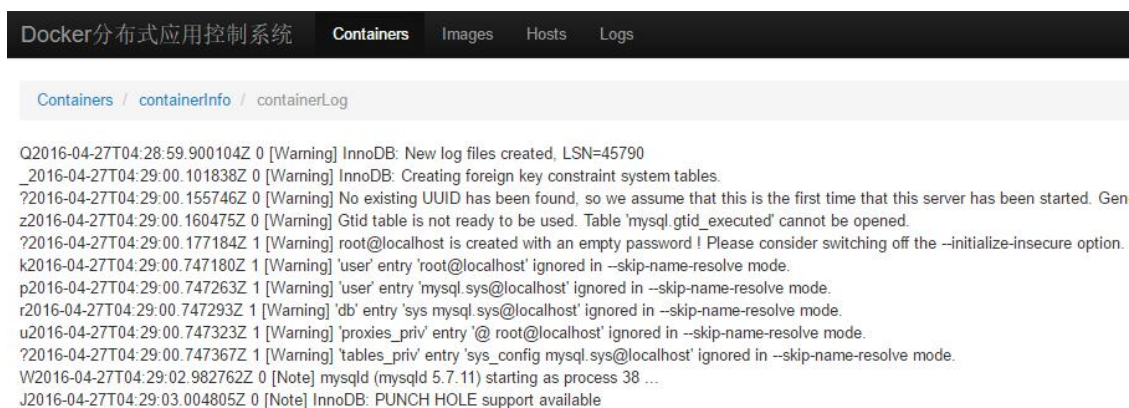 Docker分布式应用控制系统 Containers Images Hosts Logs
Containers / containerInfo / containerLog
Q2016-04-27T04:28:59.900104Z 0 [Warning] InnoDB: New log files created, LSN=45790
_2016-04-27T04:29:00.101838Z 0 [Warning] InnoDB: Creating foreign key constraint system tables.
?2016-04-27T04:29:00.155746Z 0 [Warning] No existing UUID has been found, so we assume that this is the first time that this server has been started. Gen
z2016-04-27T04:29:00.160475Z 0 [Warning] Gtid table is not ready to be used. Table 'mysql.gtid_executed' cannot be opened.
?2016-04-27T04:29:00.177184Z 1 [Warning] root@localhost is created with an empty password ! Please consider switching off the --initialize-insecure option.
k2016-04-27T04:29:00.747180Z 1 [Warning] 'user' entry 'root@localhost' ignored in --skip-name-resolve mode.
p2016-04-27T04:29:00.747263Z 1 [Warning] 'user' entry 'mysql.sys@localhost' ignored in --skip-name-resolve mode.
r2016-04-27T04:29:00.747293Z 1 [Warning] 'db' entry 'sys mysql.sys@localhost' ignored in --skip-name-resolve mode.
u2016-04-27T04:29:00.747323Z 1 [Warning] 'proxies_priv' entry '@ root@localhost' ignored in --skip-name-resolve mode.
?2016-04-27T04:29:00.747367Z 1 [Warning] 'tables_priv' entry 'sys_config mysql.sys@localhost' ignored in --skip-name-resolve mode.
W2016-04-27T04:29:02.982762Z 0 [Note] mysqld (mysqld 5.7.11) starting as process 38 ...
J2016-04-27T04:29:03.004805Z 0 [Note] InnoDB: PUNCH HOLE support available